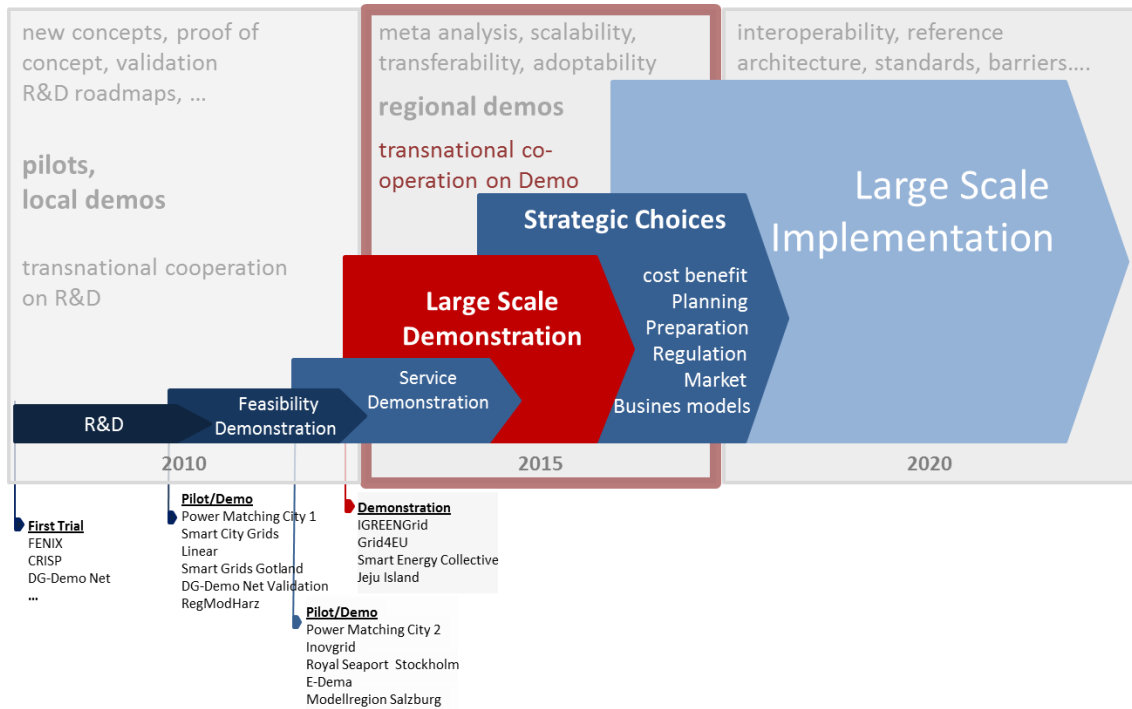 new concepts, proof of
concept, validation
R&D roadmaps, ...
pilots,
local demos
transnational cooperation
on R&D
meta analysis, scalability,
transferability, adoptability
regional demos
transnational co-
operation on Demo
interoperability, reference
architecture, standards, barriers....
Large Scale
Implementation
Strategic Choices
cost benefit
Planning
Preparation
Regulation
Market
Busines models
Large Scale
Demonstration
Service
Demonstration
Feasibility
Demonstration
R&D
2010
2015
2020
First Trial
FENIX
CRISP
DG-Demo Net
...
Pilot/Demo
Power Matching City 1
Smart City Grids
Linear
Smart Grids Gotland
DG-Demo Net Validation
RegModHarz
Pilot/Demo
Power Matching City 2
Inovgrid
Royal Seaport Stockholm
E-Dema
Modellregion Salzburg
Demonstration
IGREENGrid
Grid4EU
Smart Energy Collective
Jeju Island